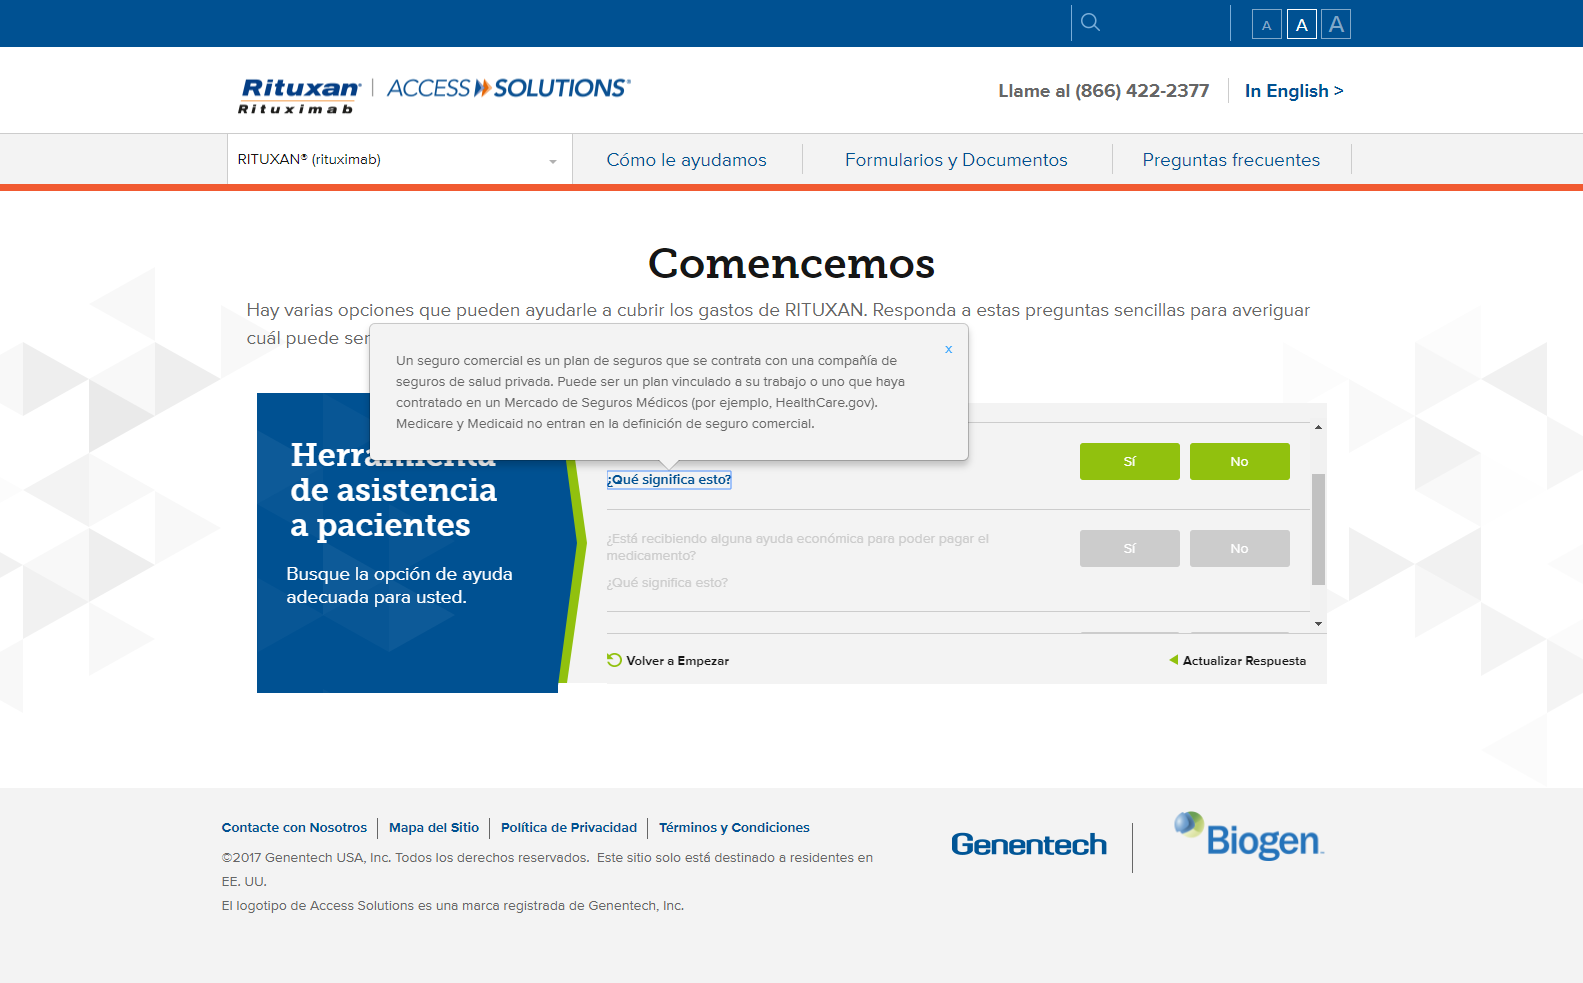 A A A
Rituxan® | ACCESS SOLUTIONS®
Rituximab
Llame al (866) 422-2377
In English >
RITUXAN® (rituximab)
Cómo le ayudamos
Formularios y Documentos
Preguntas frecuentes
Comencemos
Hay varias opciones que pueden ayudarle a cubrir los gastos de RITUXAN. Responda a estas preguntas sencillas para averiguar
cuál puede ser
x
Un seguro comercial es un plan de seguros que se contrata con una compañía de
seguros de salud privada. Puede ser un plan vinculado a su trabajo o uno que haya
contratado en un Mercado de Seguros Médicos (por ejemplo, HealthCare.gov).
Medicare y Medicaid no entran en la definición de seguro comercial.
Herramienta
de asistencia
a pacientes
Busque la opción de ayuda
adecuada para usted.
Sí No
¿Qué significa esto?
¿Está recibiendo alguna ayuda económica para poder pagar el
medicamento?
Sí No
¿Qué significa esto?
Volver a Empezar
Actualizar Respuesta
Contacte con Nosotros | Mapa del Sitio | Política de Privacidad | Términos y Condiciones
©2017 Genentech USA, Inc. Todos los derechos reservados. Este sitio solo está destinado a residentes en
EE. UU.
El logotipo de Access Solutions es una marca registrada de Genentech, Inc.
Genentech
Biogen